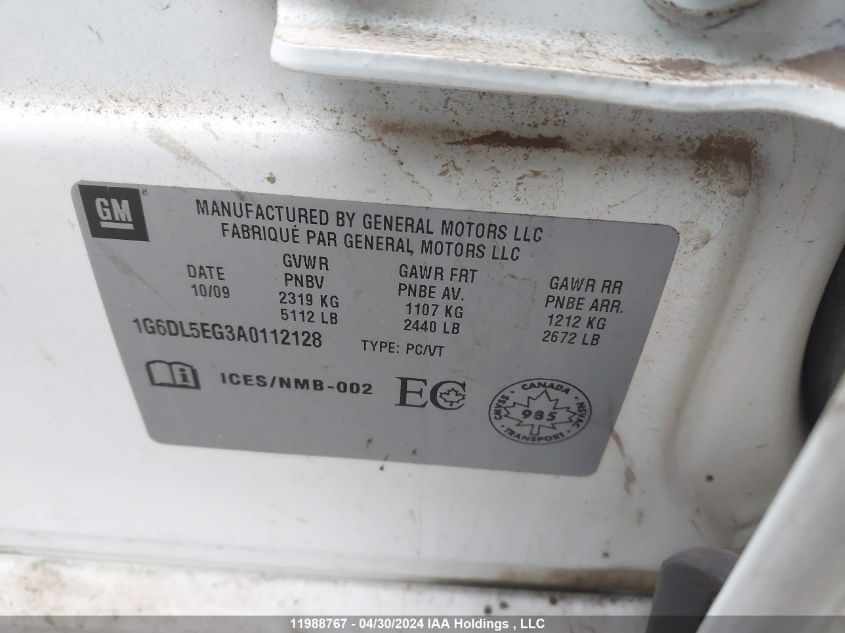 GM
MANUFACTURED BY GENERAL MOTORS LLC
FABRIQUÉ PAR GENERAL MOTORS LLC
DATE
10/09
GVWR
PNBV
2319 KG
5112 LB
GAWR FRT
PNBE AV.
1107 KG
2440 LB
GAWR RR
PNBE ARR.
1212 KG
2672 LB
1G6DL5EG3A0112128
TYPE: PC/VT
ICES/NMB-002
EC
CANADA
SSVAC
NSVAC
985
TRANSPORT
11988767 - 04/30/2024 IAA Holdings , LLC